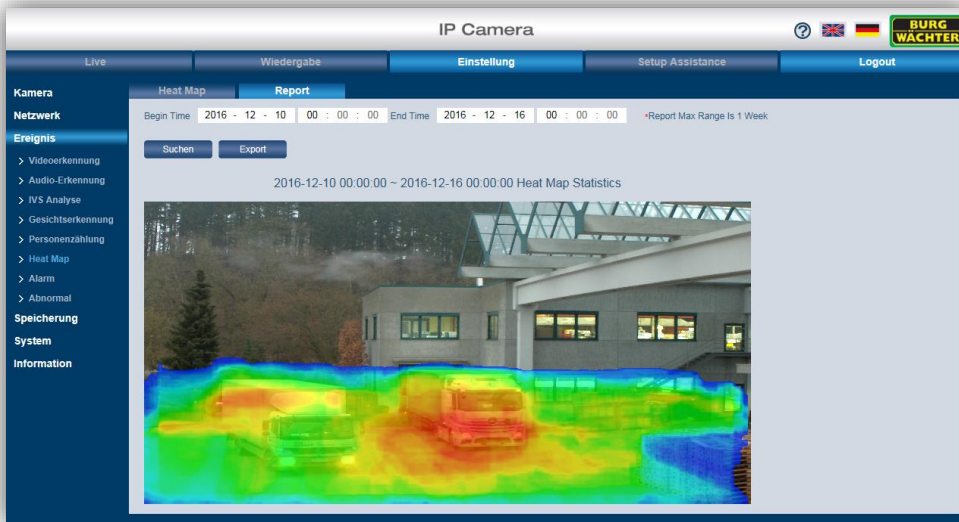 IP Camera
?
BURG
WÄCHTER
Live Wiedergabe Einstellung Setup Assistance Logout
Kamera
Netzwerk
Ereignis
> Videoerkennung
> Audio-Erkennung
> IVS Analyse
> Gesichtserkennung
> Personenzählung
> Heat Map
> Alarm
> Abnormal
Speicherung
System
Information
Heat Map Report
Begin Time 2016 - 12 - 10 00 : 00 : 00 End Time 2016 - 12 - 16 00 : 00 : 00 *Report Max Range Is 1 Week
Suchen Export
2016-12-10 00:00:00 ~ 2016-12-16 00:00:00 Heat Map Statistics